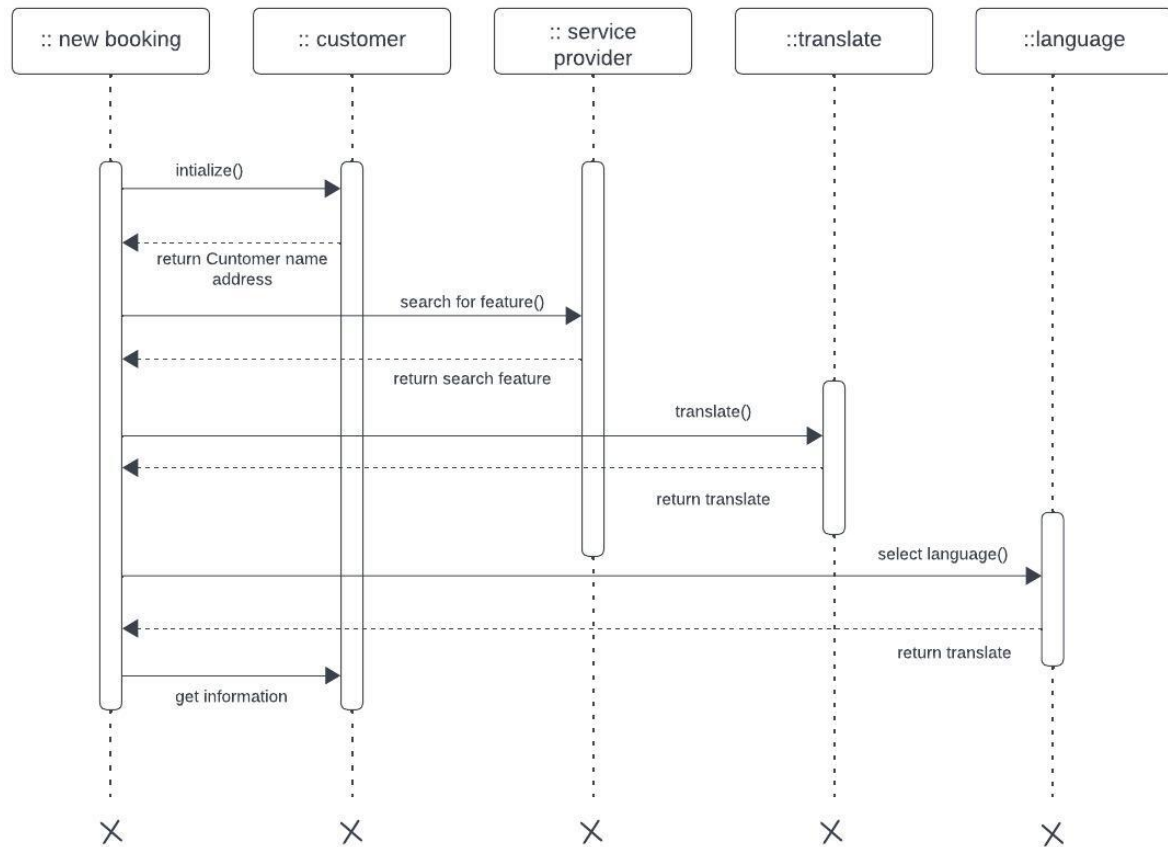 :: new booking
:: customer
:: service
provider
::translate
::language
intialize()
return Cuntomer name
address
search for feature()
return search feature
translate()
return translate
select language()
return translate
get information